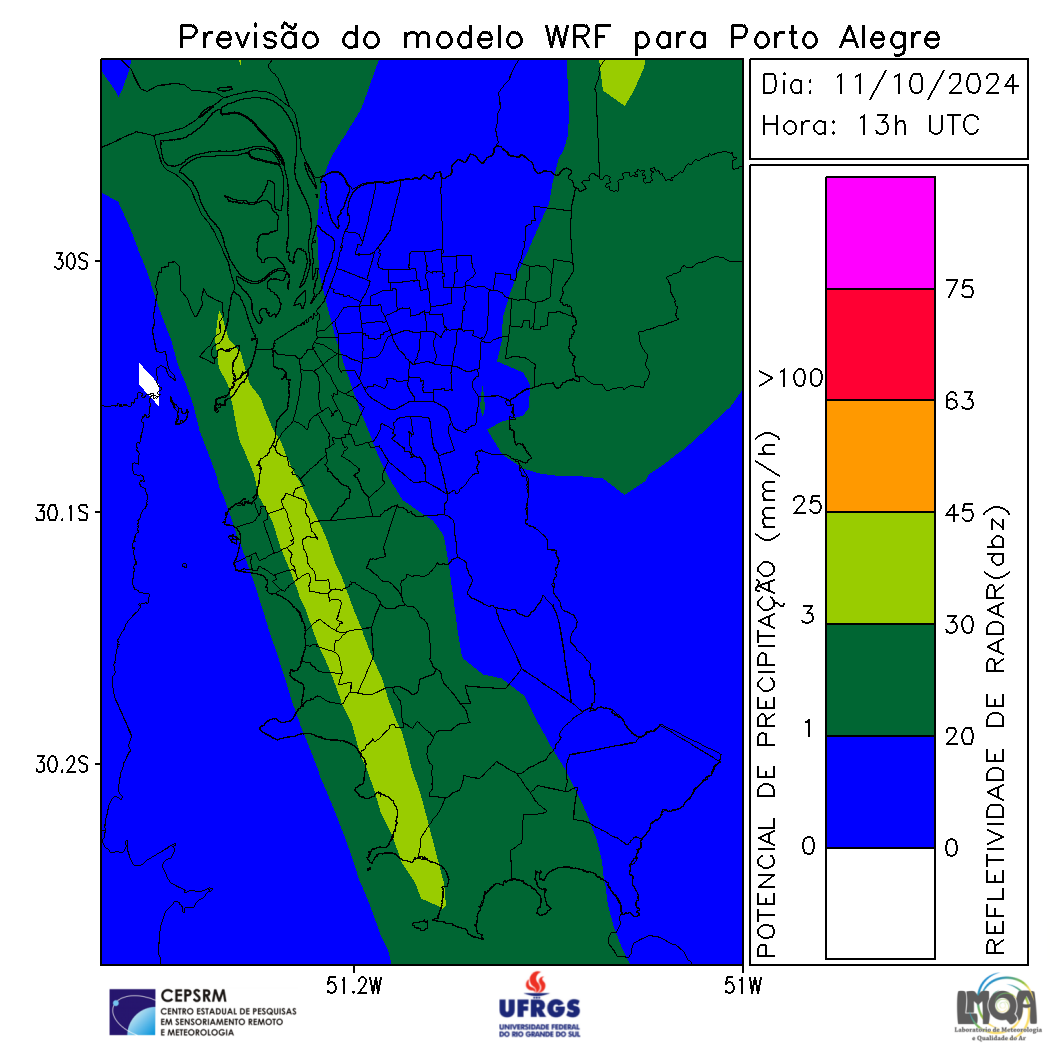 Previsão do modelo WRF para Porto Alegre
Dia: 11/10/2024
Hora: 13h UTC
30S
30.1S
30.2S
51.2W
51W
POTENCIAL DE PRECIPITAÇÃO (mm/h)
>100
25
3
1
0
75
63
45
30
20
0
REFLETIVIDADE DE RADAR(dbz)
CEPSRM
CENTRO ESTADUAL DE PESQUISAS
EM SENSORIAMENTO REMOTO
E METEOROLOGIA
UFRGS
UNIVERSIDADE FEDERAL
DO RIO GRANDE DO SUL
LMQA
Laboratório de Meteorologia
e Qualidade do Ar